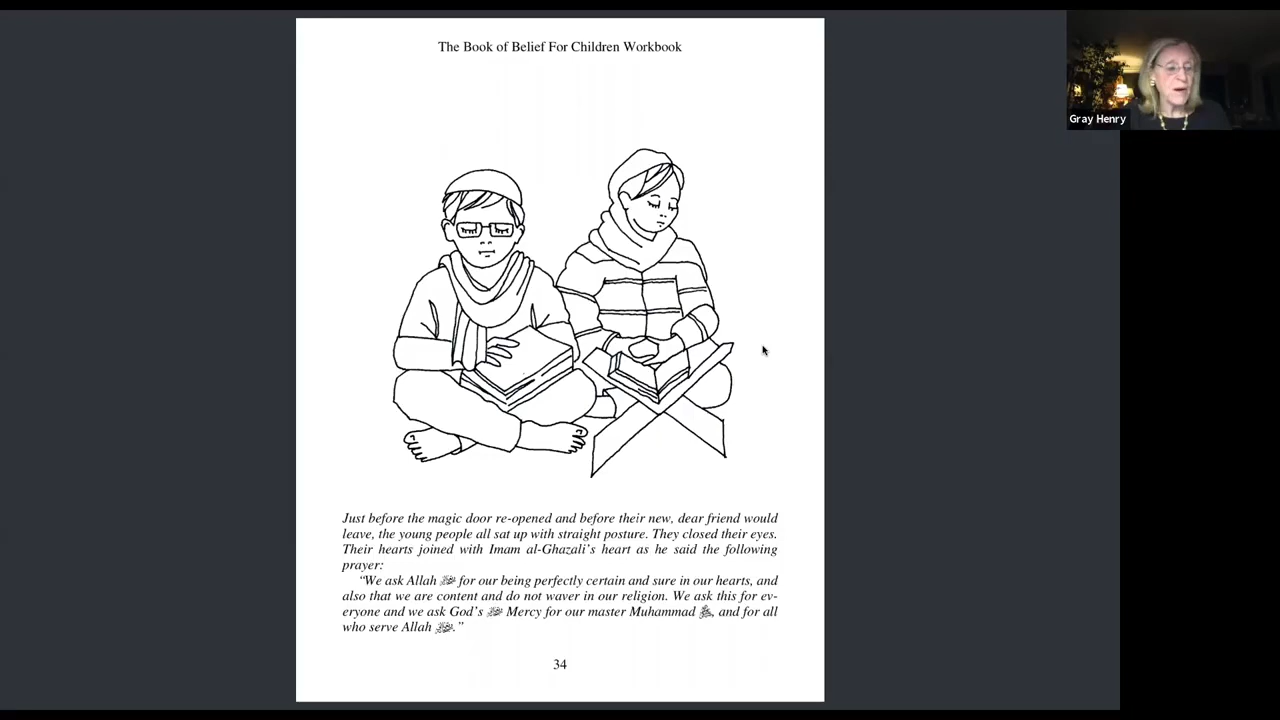 The Book of Belief For Children Workbook
Gray Henry
Just before the magic door re-opened and before their new, dear friend would
leave, the young people all sat up with straight posture. They closed their eyes.
Their hearts joined with Imam al-Ghazali’s heart as he said the following
prayer:
“We ask Allah for our being perfectly certain and sure in our hearts, and
also that we are content and do not waver in our religion. We ask this for ev-
eryone and we ask God’s Mercy for our master Muhammad ﷺ, and for all
who serve Allah .”
34